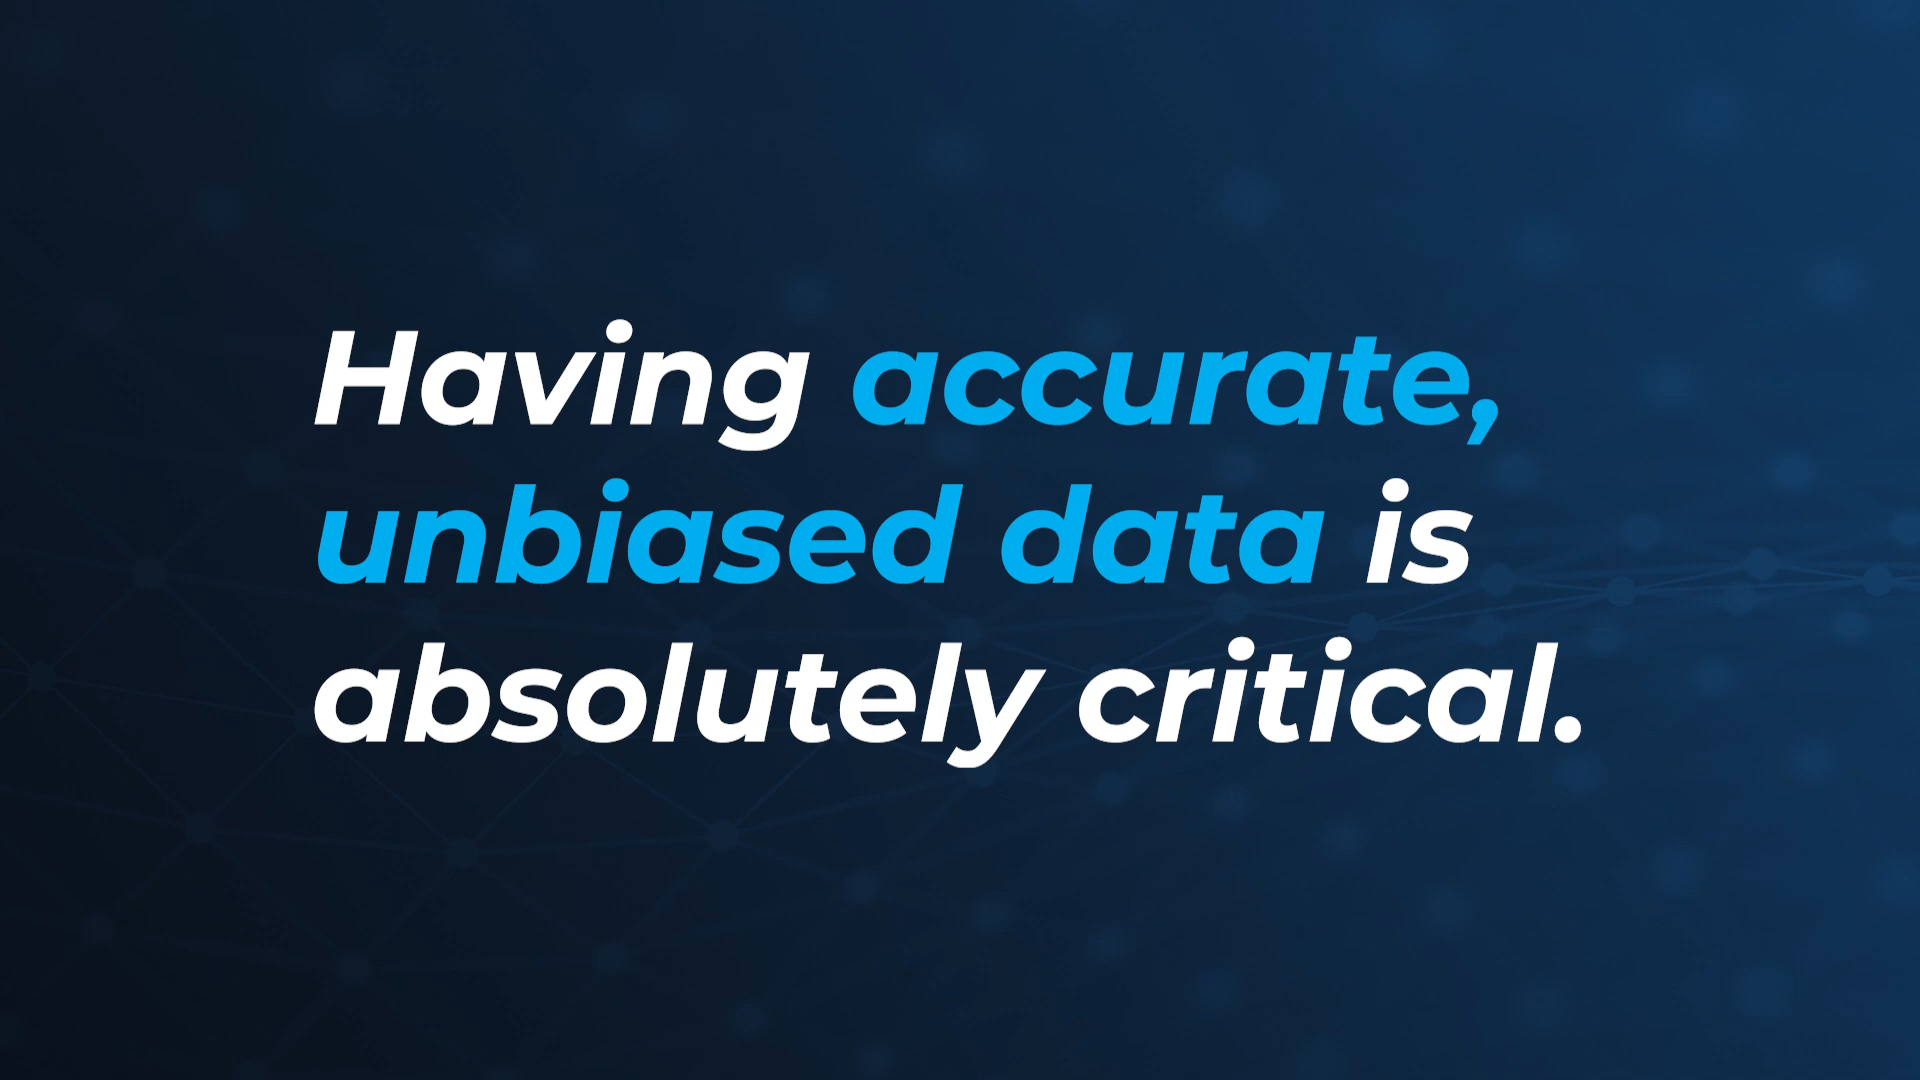 Having accurate,
unbiased data is
absolutely critical.